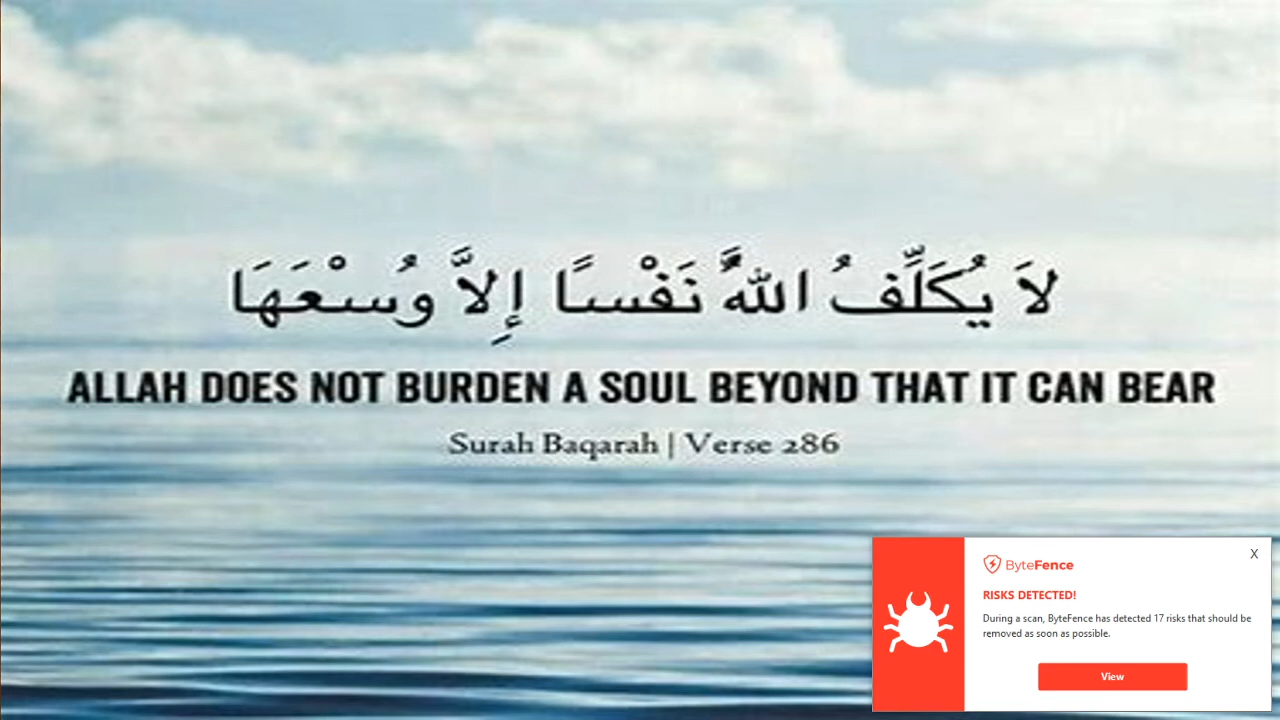 لاَ يُكَلِّفُ اللهُ نَفْسًا إِلاَّ وُسْعَهَا
ALLAH DOES NOT BURDEN A SOUL BEYOND THAT IT CAN BEAR
Surah Baqarah | Verse 286
X
ByteFence
RISKS DETECTED!
During a scan, ByteFence has detected 17 risks that should be
removed as soon as possible.
View